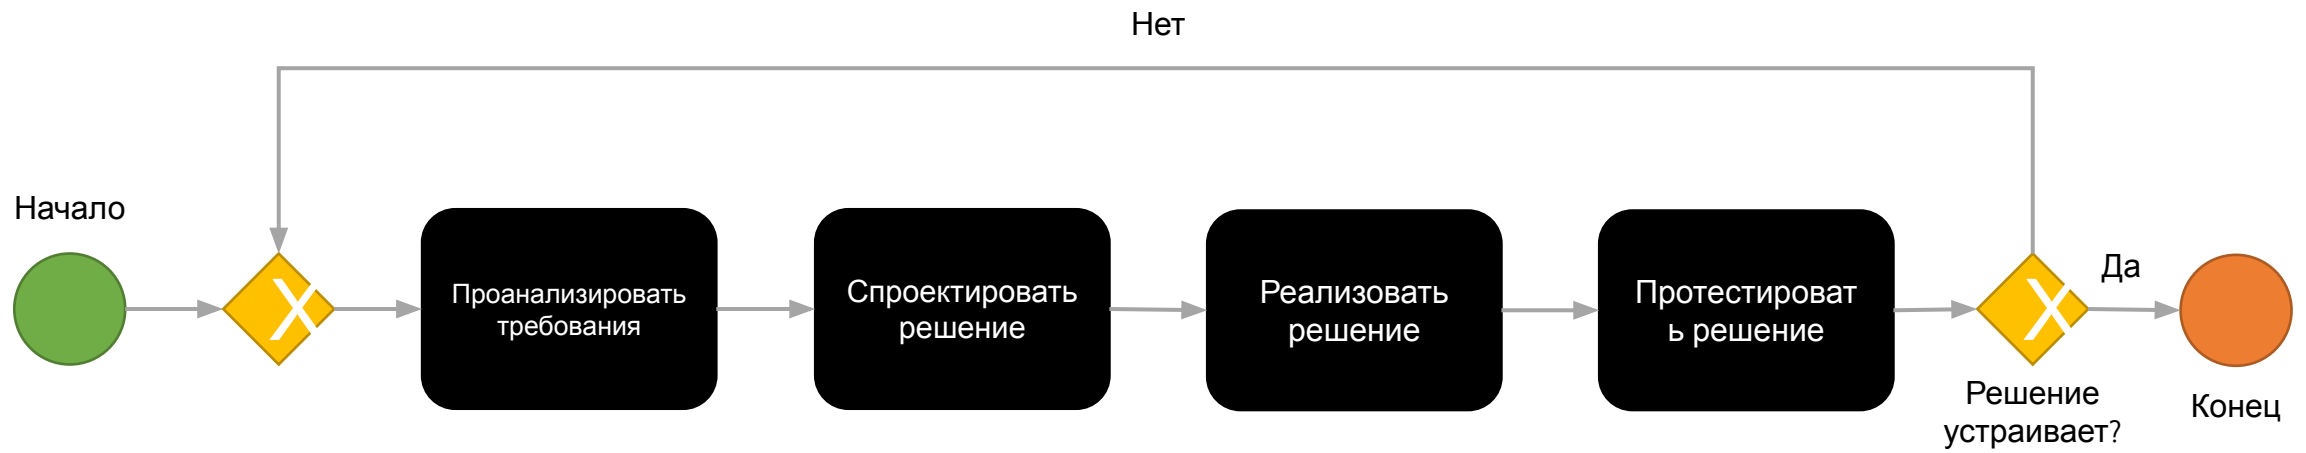 Нет
Начало
Проанализировать
требования
Спроектировать
решение
Реализовать
решение
Протестироват
ь решение
Да
Решение
устраивает?
Конец
X
X